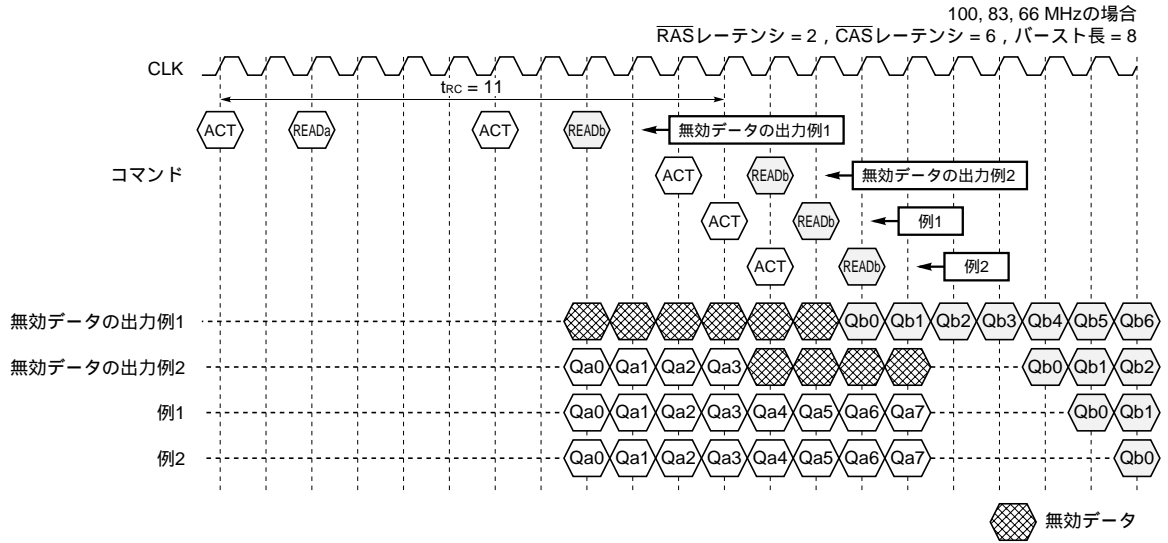 100, 83, 66 MHzの場合
RASレーテンシ = 2 , CASレーテンシ = 6 , バースト長 = 8
CLK
tRC = 11
ACT READa ACT READb 無効データの出力例1
コマンド ACT READb 無効データの出力例2
ACT READb 例1
ACT READb 例2
無効データの出力例1 Qb0 Qb1 Qb2 Qb3 Qb4 Qb5 Qb6
無効データの出力例2 Qa0 Qa1 Qa2 Qa3 Qb0 Qb1 Qb2
例1 Qa0 Qa1 Qa2 Qa3 Qa4 Qa5 Qa6 Qa7 Qb0 Qb1
例2 Qa0 Qa1 Qa2 Qa3 Qa4 Qa5 Qa6 Qa7 Qb0
無効データ